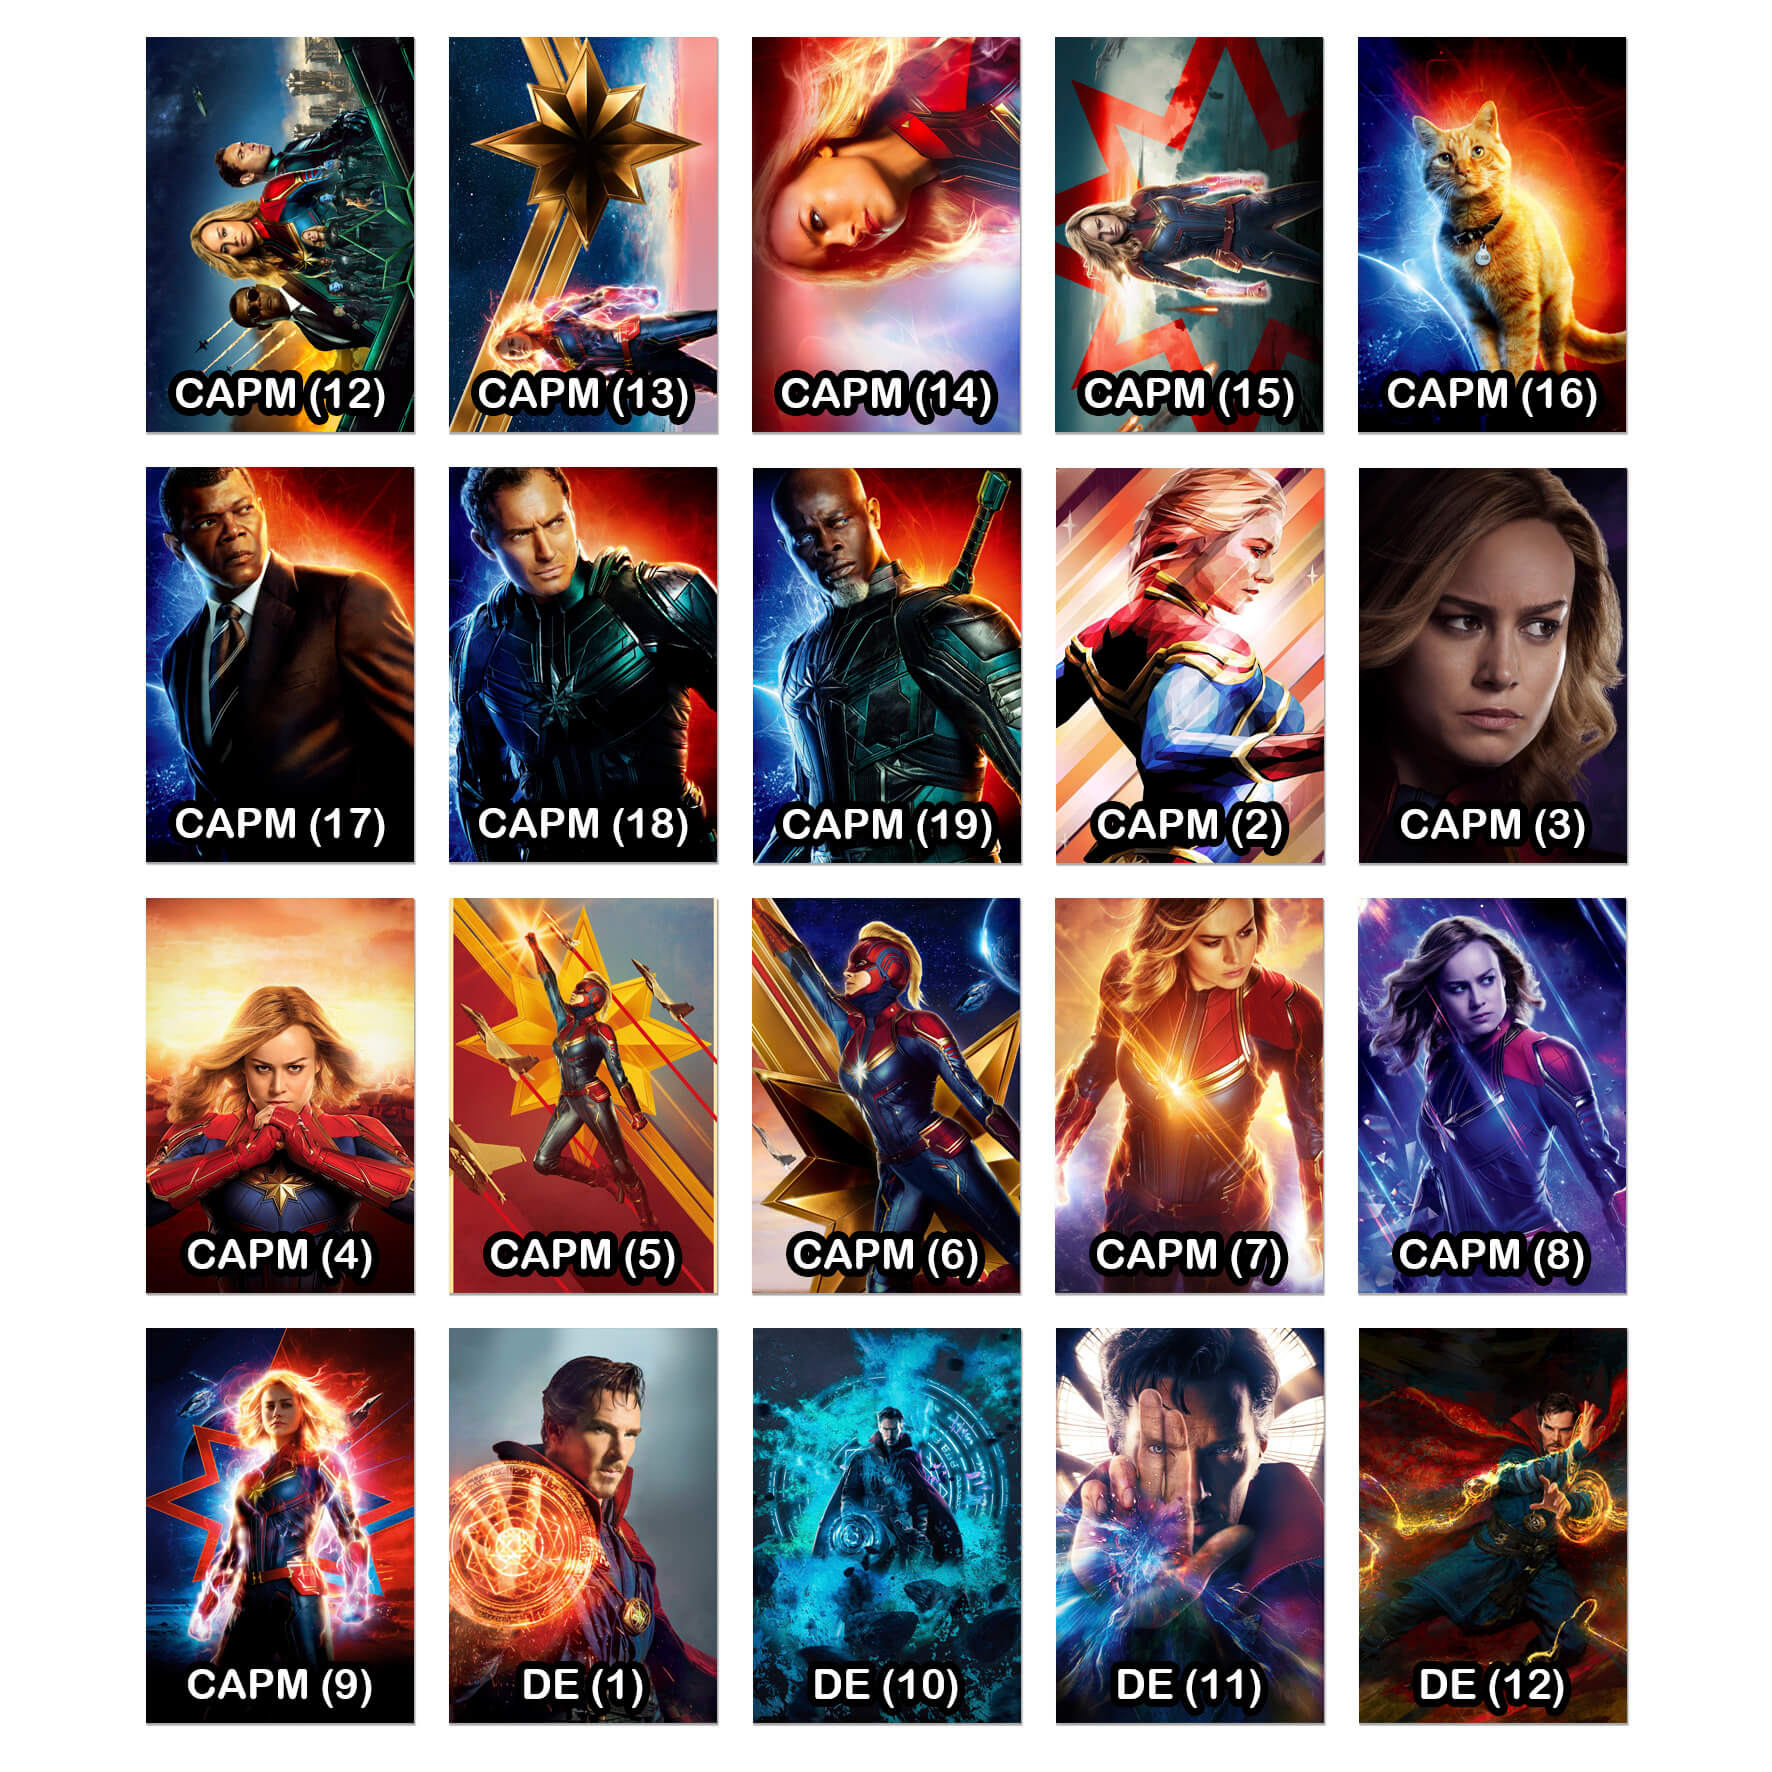 CAPM (12)
CAPM (13)
CAPM (14)
CAPM (15)
CAPM (16)
CAPM (17)
CAPM (18)
CAPM (19)
CAPM (2)
CAPM (3)
CAPM (4)
CAPM (5)
CAPM (6)
CAPM (7)
CAPM (8)
CAPM (9)
DE (1)
DE (10)
DE (11)
DE (12)